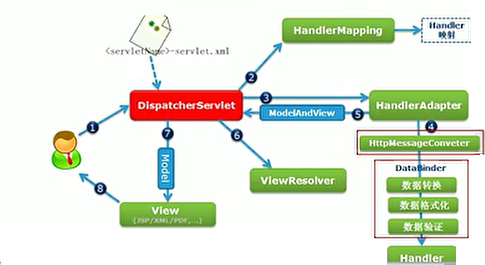 <servletName>-servlet.xml
HandlerMapping
Handler
映射
2
DispatcherServlet
3
HandlerAdapter
ModelAndView
5
1
7
6
4
HttpMessageConveter
DataBinder
数据转换
Model
ViewResolver
数据格式化
8
View
(JSP/XML/PDF,...)
数据验证
Handler